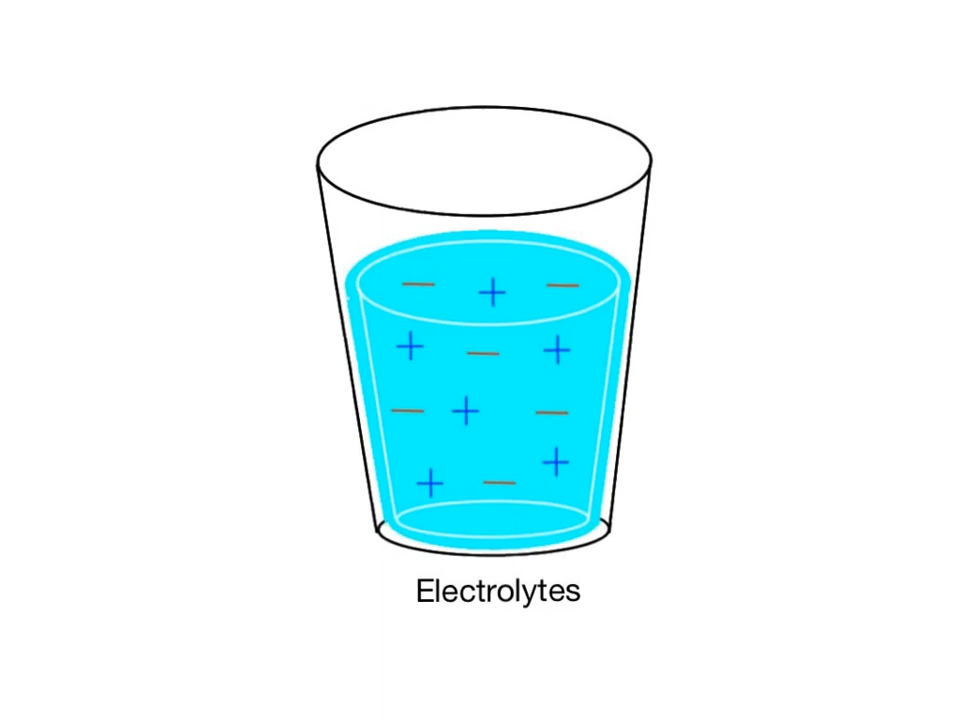 − + −
+ − +
− + −
+
+ −
Electrolytes